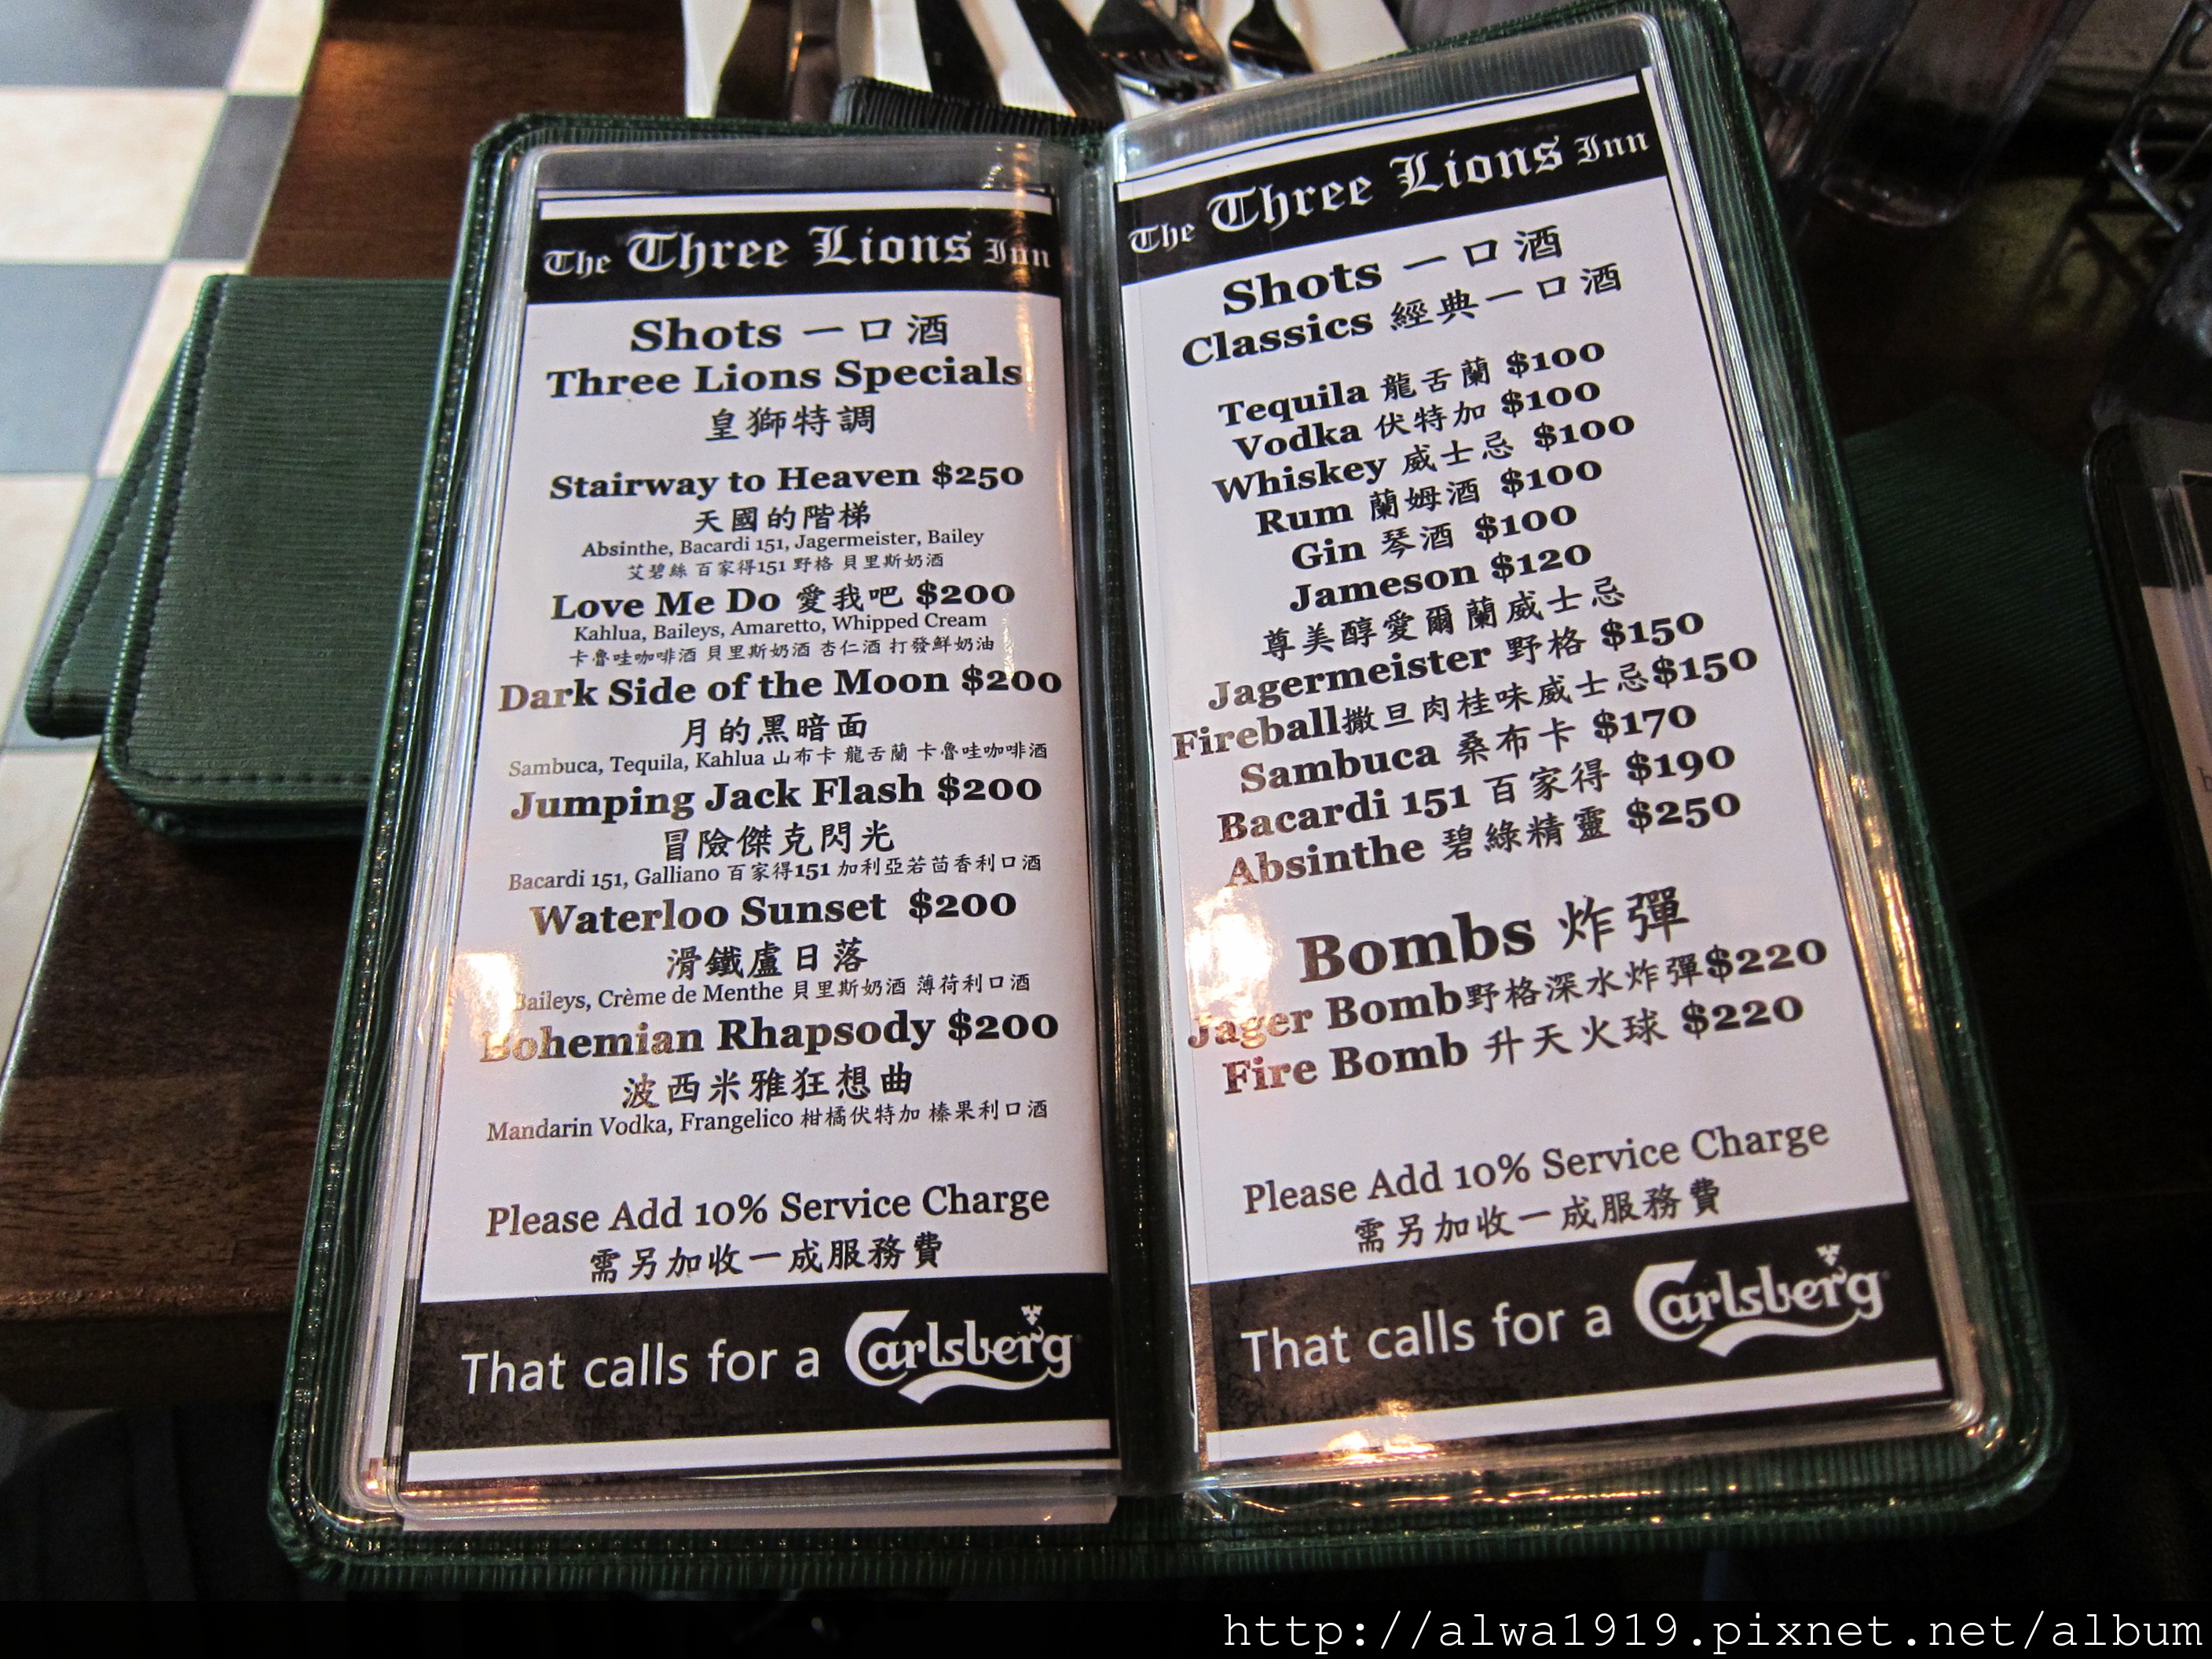 The Three Lions Inn
Shots 一口酒
Three Lions Specials
皇獅特調
Stairway to Heaven $250
天國的階梯
Absinthe, Bacardi 151, Jagermeister, Bailey
艾碧絲 百家得151 野格 貝里斯奶酒
Love Me Do 愛我吧 $200
Kahlua, Baileys, Amaretto, Whipped Cream
卡魯哇咖啡酒 貝里斯奶酒 杏仁酒 打發鮮奶油
Dark Side of the Moon $200
月的黑暗面
Sambuca, Tequila, Kahlua 山布卡 龍舌蘭 卡魯哇咖啡酒
Jumping Jack Flash $200
冒險傑克閃光
Bacardi 151, Galliano 百家得151 加利亞若茴香利口酒
Waterloo Sunset $200
滑鐵盧日落
Baileys, Crème de Menthe 貝里斯奶酒 薄荷利口酒
Bohemian Rhapsody $200
波西米雅狂想曲
Mandarin Vodka, Frangelico 柑橘伏特加 榛果利口酒
Please Add 10% Service Charge
需另加收一成服務費
That calls for a Carlsberg
The Three Lions Inn
Shots 一口酒
Classics 經典一口酒
Tequila 龍舌蘭 $100
Vodka 伏特加 $100
Whiskey 威士忌 $100
Rum 蘭姆酒 $100
Gin 琴酒 $100
Jameson $120
尊美醇愛爾蘭威士忌
Jagermeister 野格 $150
Fireball撒旦肉桂味威士忌$150
Sambuca 桑布卡 $170
Bacardi 151 百家得 $190
Absinthe 碧綠精靈 $250
Bombs 炸彈
Jager Bomb野格深水炸彈$220
Fire Bomb 升天火球 $220
Please Add 10% Service Charge
需另加收一成服務費
That calls for a Carlsberg
http://alwa1919.pixnet.net/album